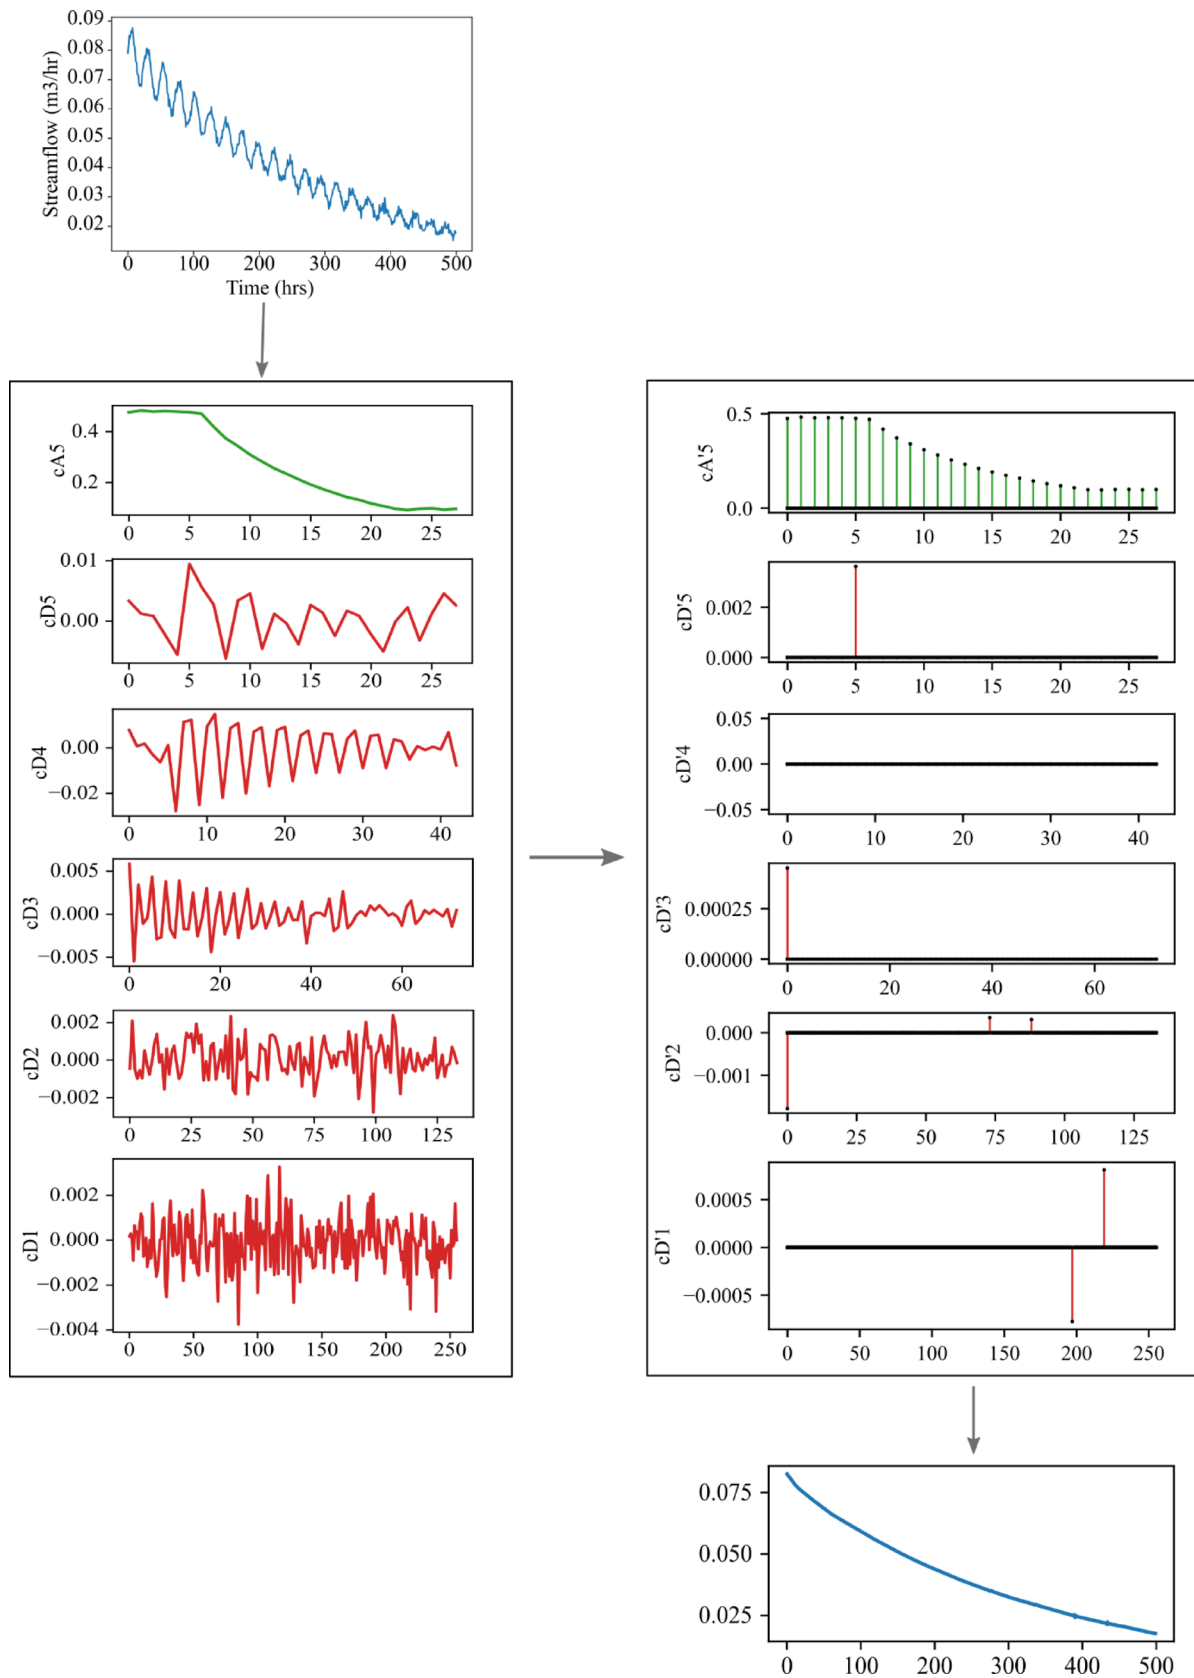 0.09
0.08
0.07
0.06
0.05
0.04
0.03
0.02
Streamflow (m3/hr)
0 100 200 300 400 500
Time (hrs)
cA5
0.4
0.2
0 5 10 15 20 25
cD5
0.01
0.00
0 5 10 15 20 25
cD4
0.00
−0.02
0 10 20 30 40
cD3
0.005
0.000
−0.005
0 20 40 60
cD2
0.002
0.000
−0.002
0 25 50 75 100 125
cD1
0.002
0.000
−0.002
−0.004
0 50 100 150 200 250
cA'5
0.5
0.0
0 5 10 15 20 25
cD'5
0.002
0.000
0 5 10 15 20 25
cD'4
0.05
0.00
−0.05
0 10 20 30 40
cD'3
0.00025
0.00000
0 20 40 60
cD'2
0.000
−0.001
0 25 50 75 100 125
cD'1
0.0005
0.0000
−0.0005
0 50 100 150 200 250
0.075
0.050
0.025
0 100 200 300 400 500